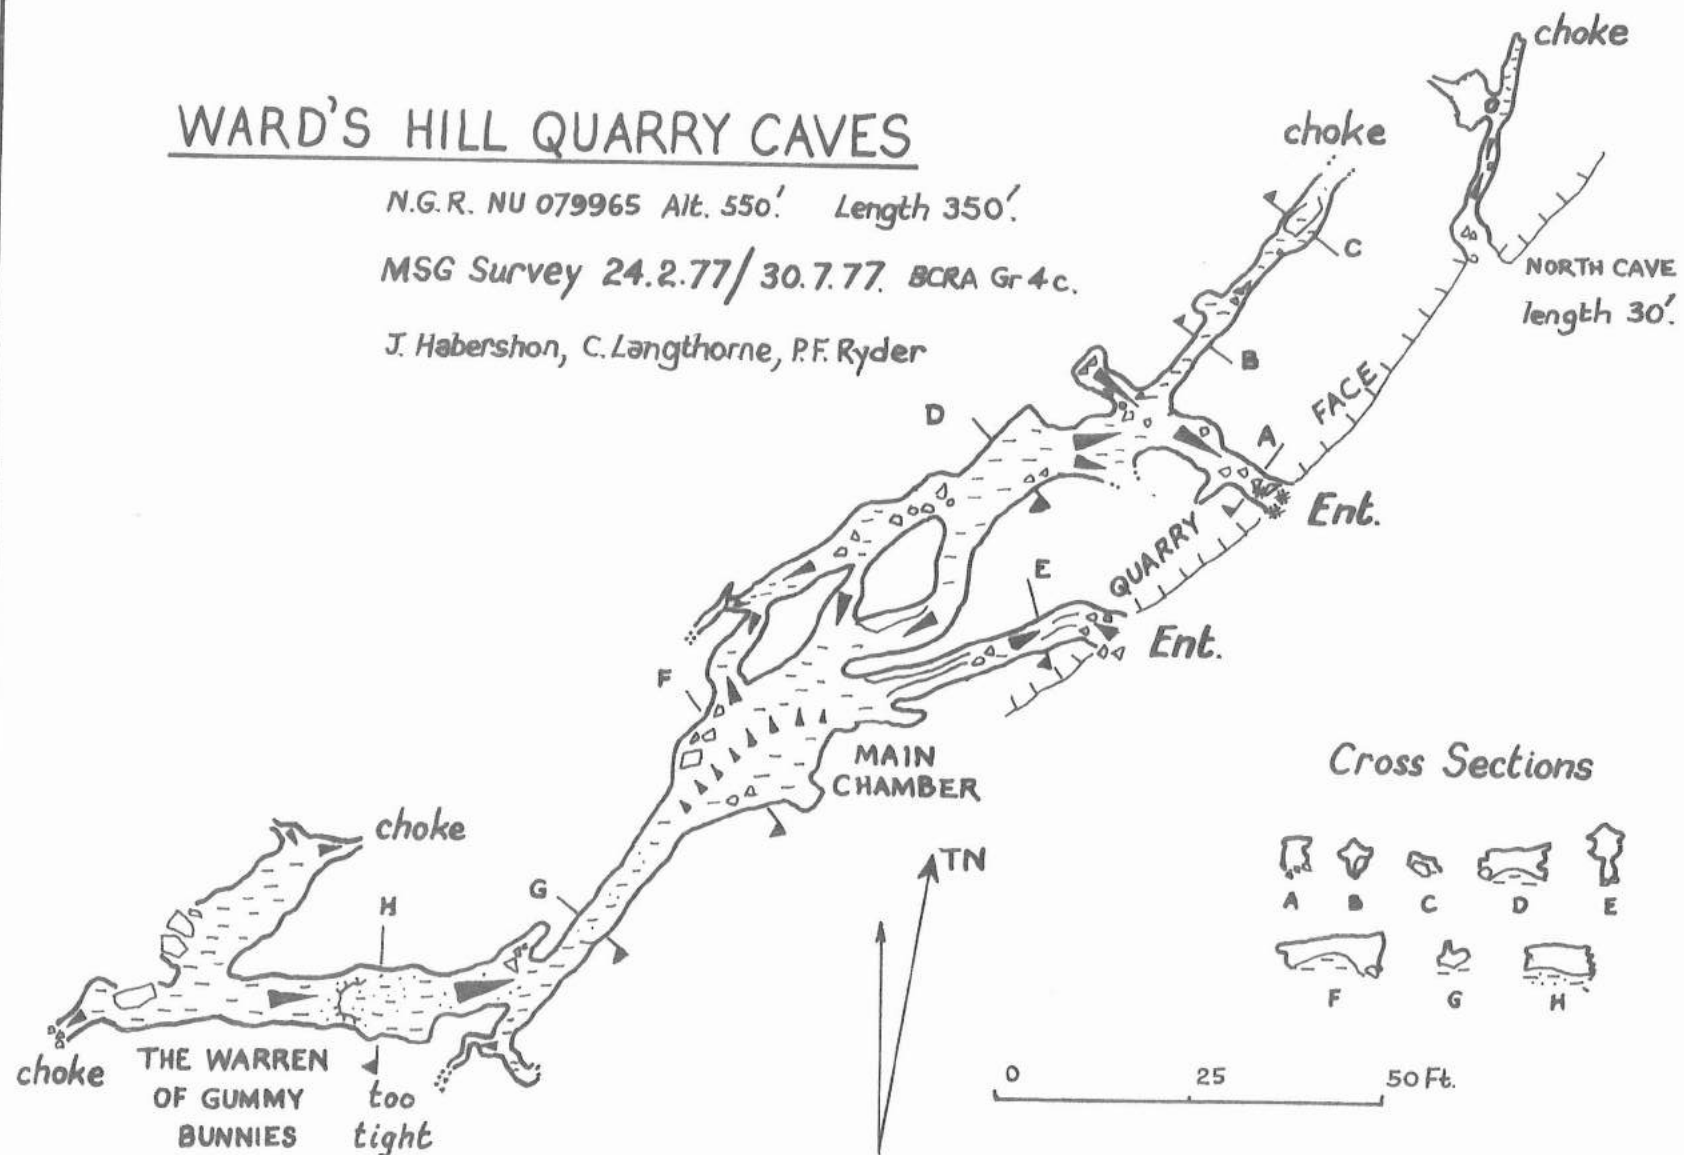 WARD'S HILL QUARRY CAVES
N.G.R. NU 079965 Alt. 550'. Length 350'.
MSG Survey 24.2.77/30.7.77. BCRA Gr 4c.
J. Habershon, C. Langthorne, P.F. Ryder
choke
choke
C
NORTH CAVE
length 30'.
B
FACE
D
A
Ent.
QUARRY
E
Ent.
F
MAIN
CHAMBER
Cross Sections
choke
TN
G
H
A B C D E
F G H
choke
THE WARREN
OF GUMMY
BUNNIES
too
tight
0 25 50 Ft.